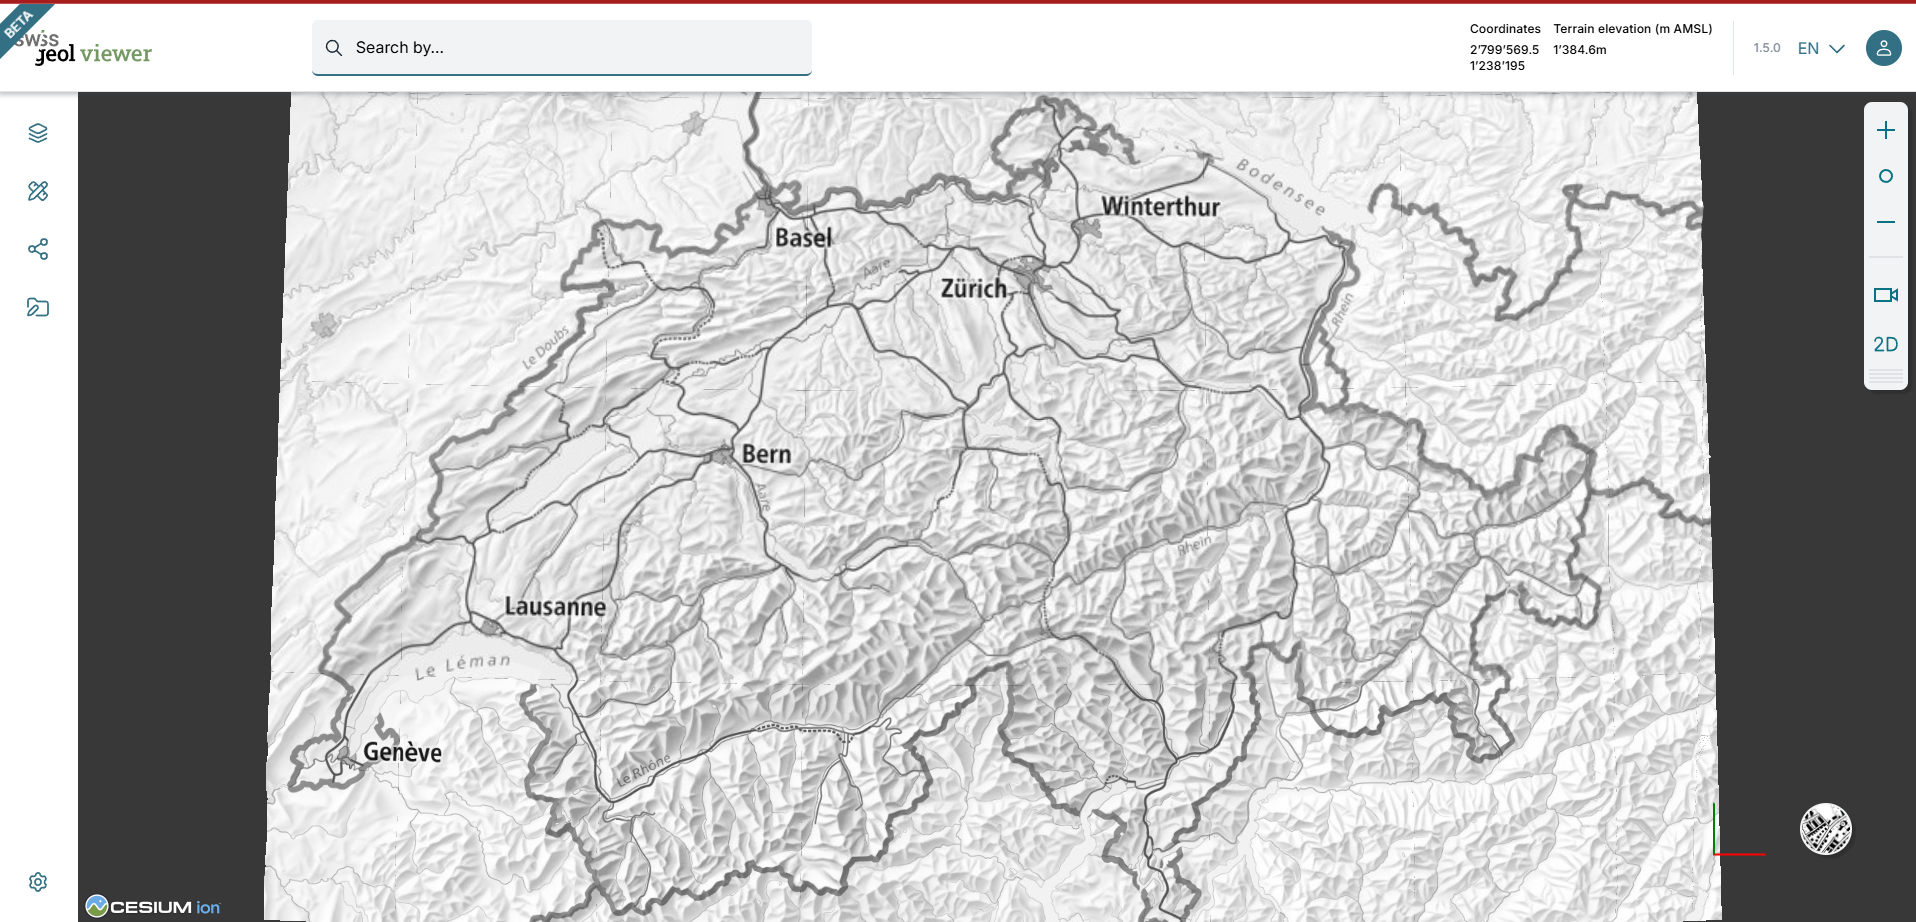 BETA
swis
geol viewer
Search by...
Coordinates Terrain elevation (m AMSL)
2’799’569.5 1’384.6m
1’238’195
1.5.0
EN
2D
Bodensee
Winterthur
Basel
Aare
Zürich
Rhein
Le Doubs
Bern
Aare
Rhein
Lausanne
Le Léman
Genève
Le Rhône
CESIUM ion